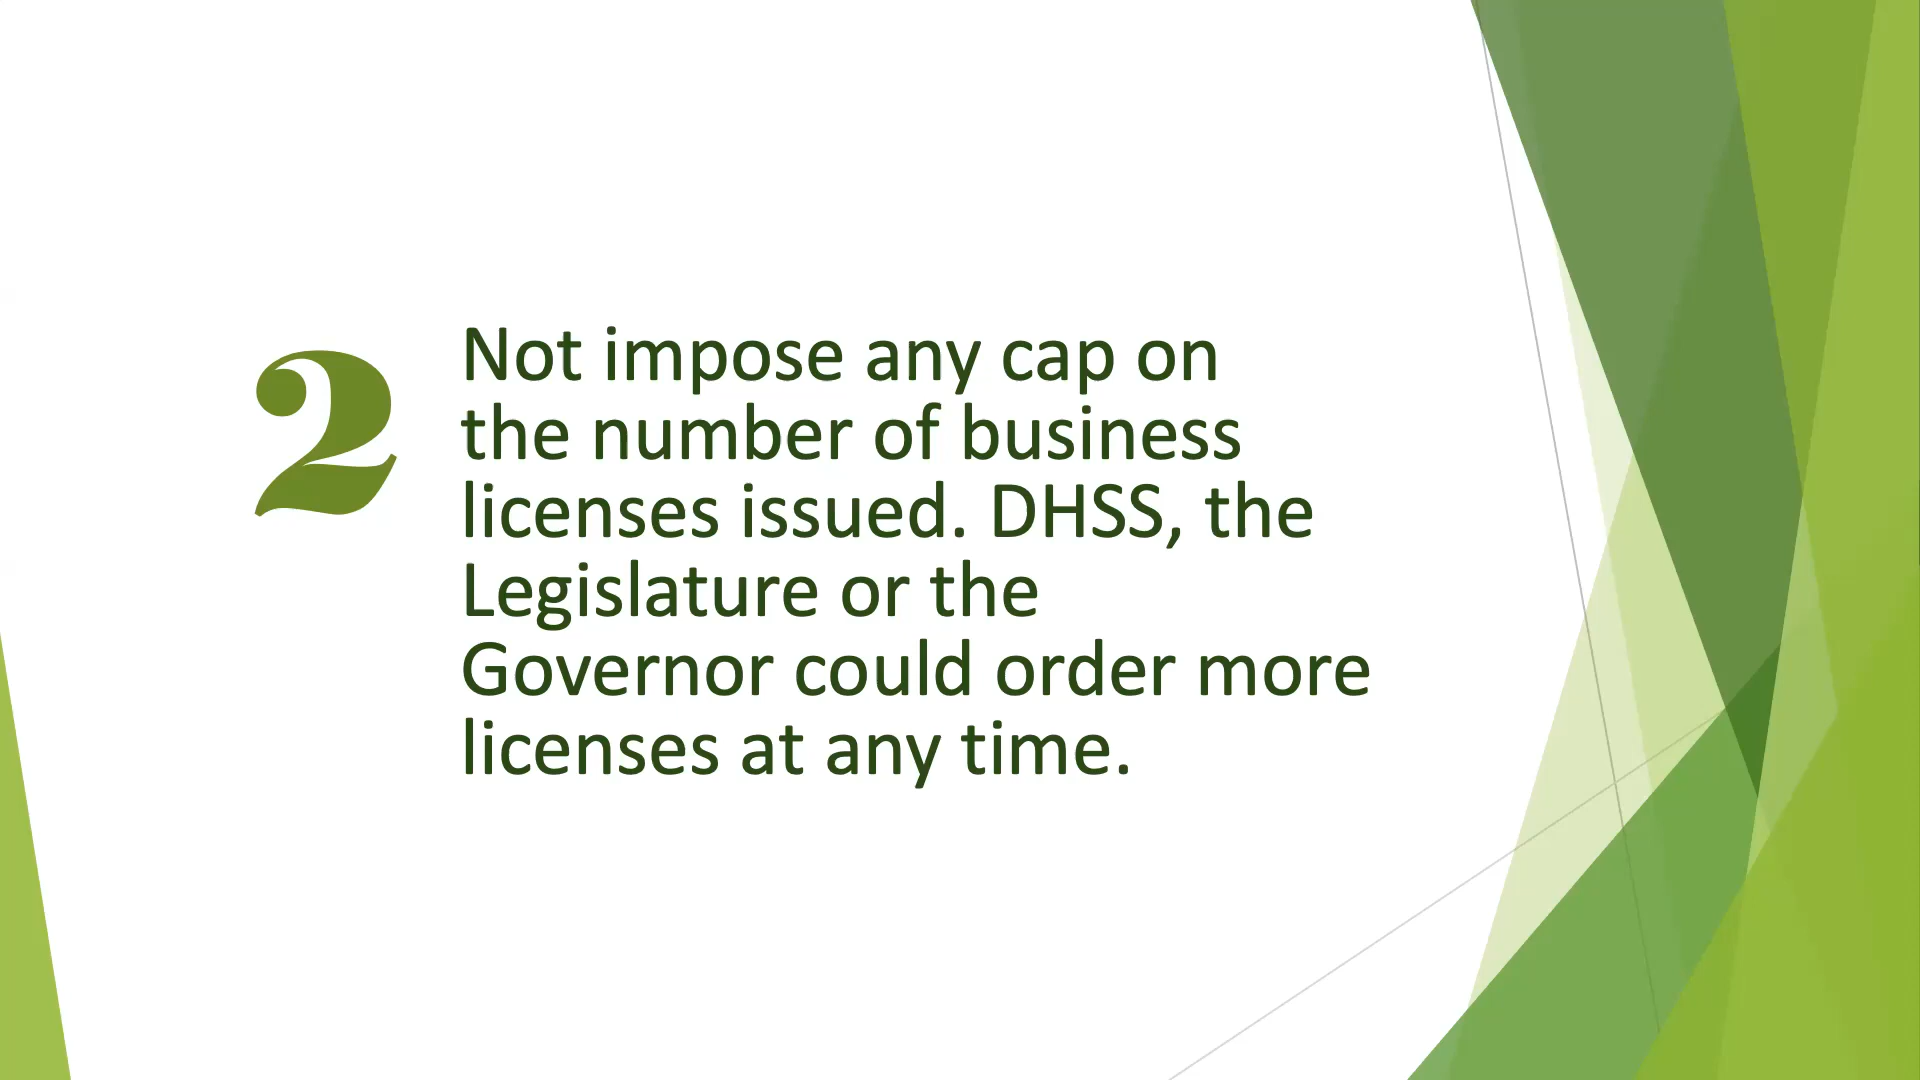 2
Not impose any cap on
the number of business
licenses issued. DHSS, the
Legislature or the
Governor could order more
licenses at any time.